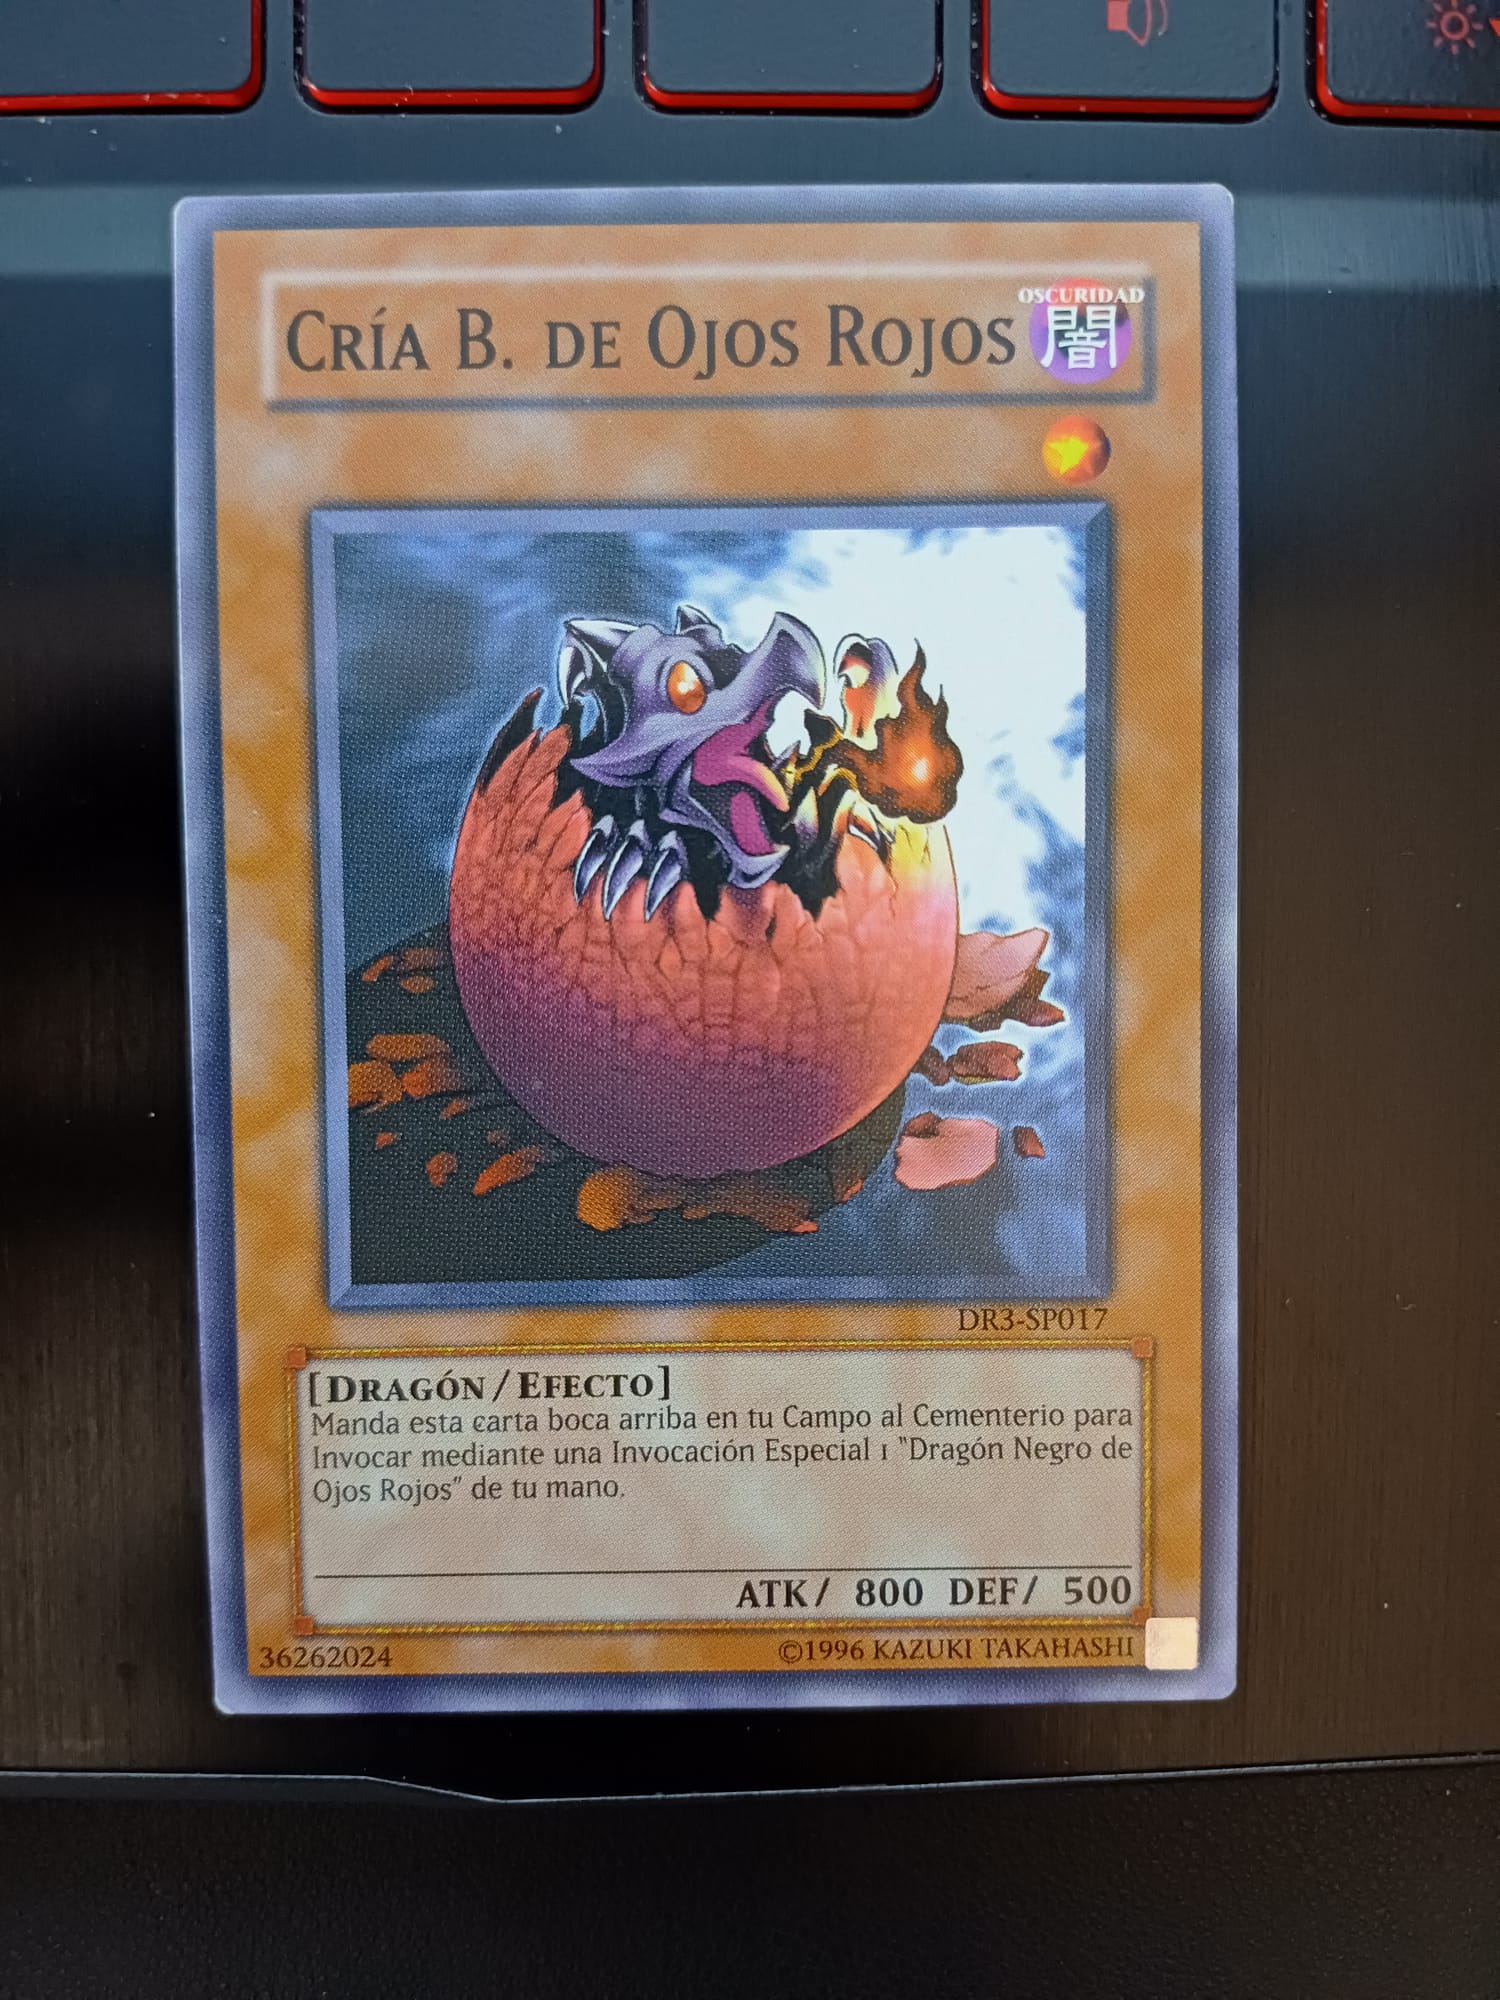 CRÍA B. DE OJOS ROJOS
OSCURIDAD
闇
DR3-SP017
[DRAGÓN/EFECTO]
Manda esta carta boca arriba en tu Campo al Cementerio para
Invocar mediante una Invocación Especial 1 "Dragón Negro de
Ojos Rojos" de tu mano.
ATK/ 800 DEF/ 500
36262024
©1996 KAZUKI TAKAHASHI